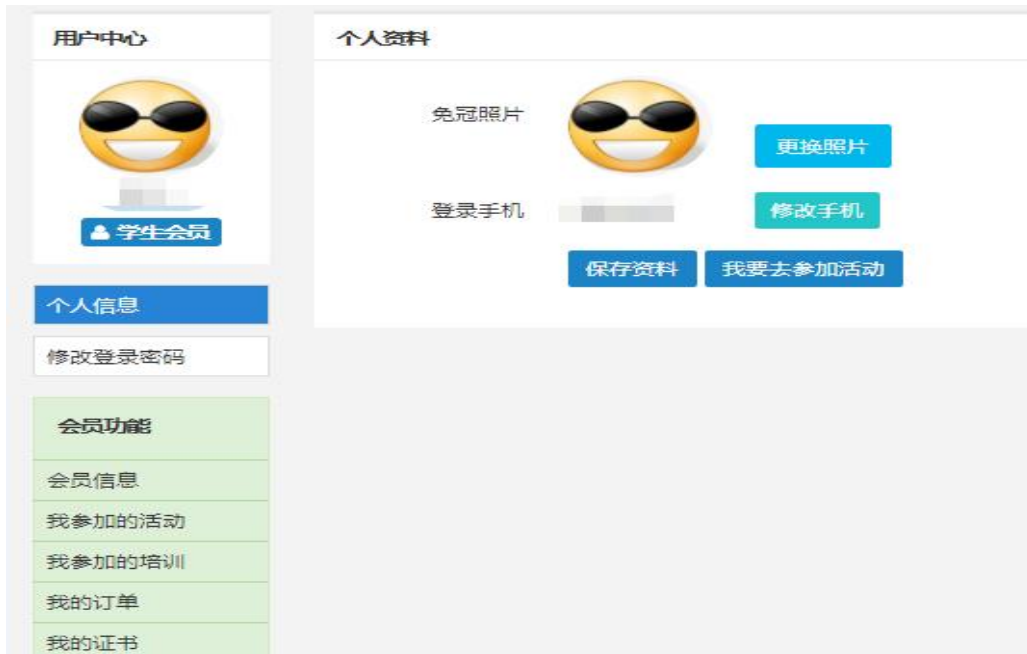 用户中心
学生会员
个人信息
修改登录密码
会员功能
会员信息
我参加的活动
我参加的培训
我的订单
我的证书
个人资料
免冠照片
更换照片
登录手机
修改手机
保存资料 我要去参加活动